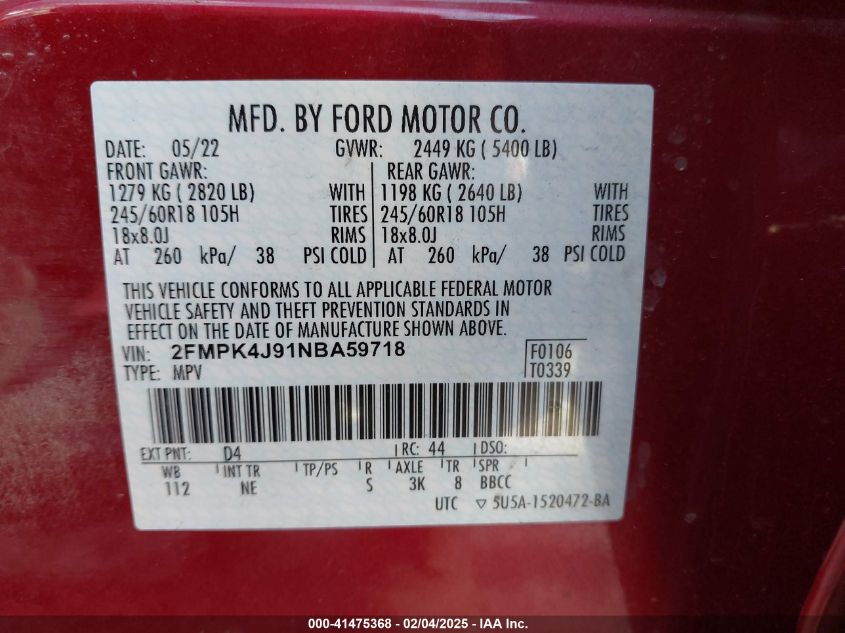 MFD. BY FORD MOTOR CO.
DATE: 05/22 GVWR: 2449 KG ( 5400 LB)
FRONT GAWR: REAR GAWR:
1279 KG ( 2820 LB) WITH 1198 KG ( 2640 LB) WITH
245/60R18 105H TIRES 245/60R18 105H TIRES
18x8.0J RIMS 18x8.0J RIMS
AT 260 kPa/ 38 PSI COLD AT 260 kPa/ 38 PSI COLD
THIS VEHICLE CONFORMS TO ALL APPLICABLE FEDERAL MOTOR
VEHICLE SAFETY AND THEFT PREVENTION STANDARDS IN
EFFECT ON THE DATE OF MANUFACTURE SHOWN ABOVE.
VIN: 2FMPK4J91NBA59718 F0106
TYPE: MPV T0339
EXT PNT: D4 RC: 44 DSO:
WB INT TR TP/PS R AXLE TR SPR
112 NE S 3K 8 BBCC
UTC ▽ 5U5A-1520472-BA
000-41475368 - 02/04/2025 - IAA Inc.